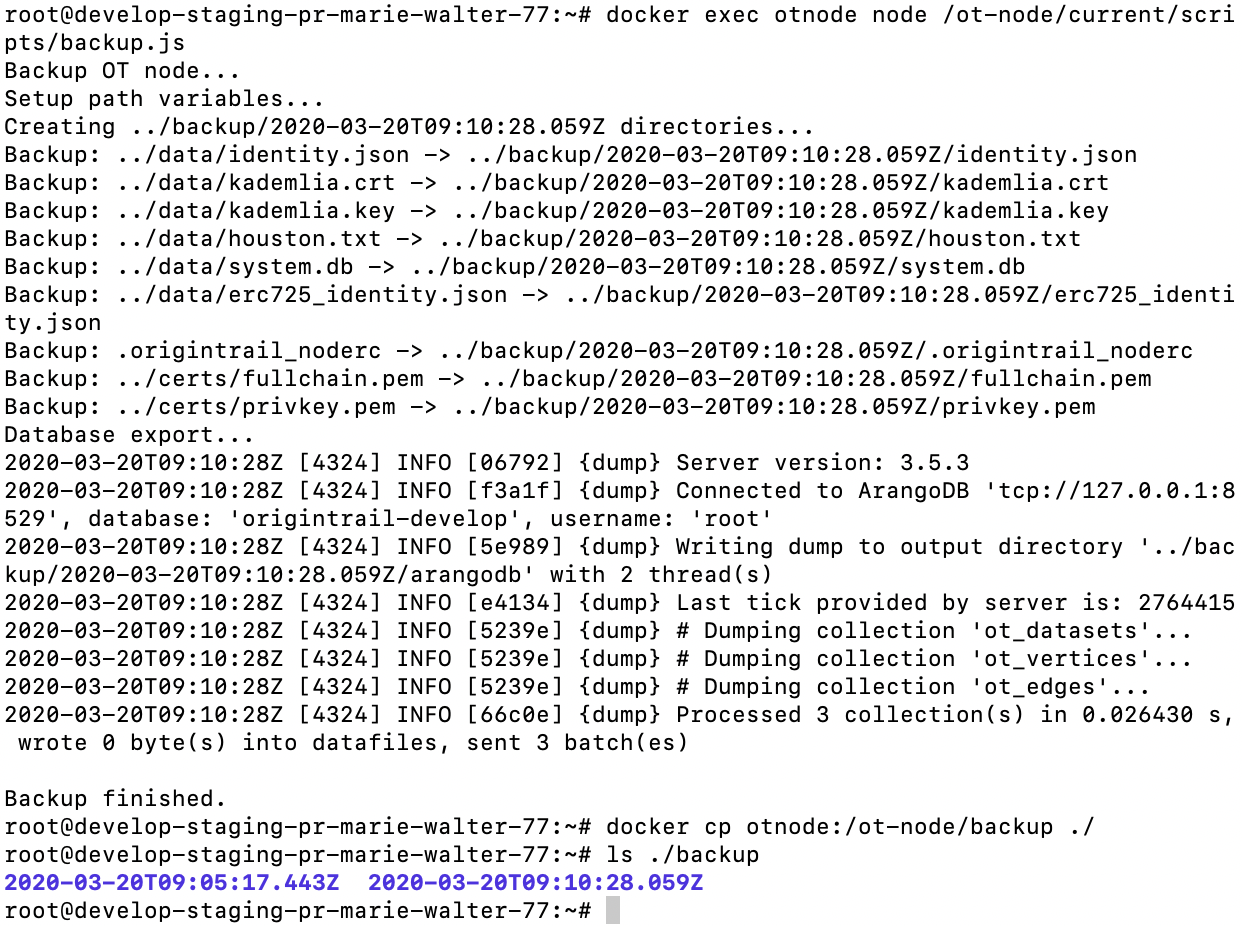 root@develop-staging-pr-marie-walter-77:~# docker exec otnode node /ot-node/current/scri
pts/backup.js
Backup OT node...
Setup path variables...
Creating ../backup/2020-03-20T09:10:28.059Z directories...
Backup: ../data/identity.json -> ../backup/2020-03-20T09:10:28.059Z/identity.json
Backup: ../data/kademlia.crt -> ../backup/2020-03-20T09:10:28.059Z/kademlia.crt
Backup: ../data/kademlia.key -> ../backup/2020-03-20T09:10:28.059Z/kademlia.key
Backup: ../data/houston.txt -> ../backup/2020-03-20T09:10:28.059Z/houston.txt
Backup: ../data/system.db -> ../backup/2020-03-20T09:10:28.059Z/system.db
Backup: ../data/erc725_identity.json -> ../backup/2020-03-20T09:10:28.059Z/erc725_identi
ty.json
Backup: .origintrail_noderc -> ../backup/2020-03-20T09:10:28.059Z/.origintrail_noderc
Backup: ../certs/fullchain.pem -> ../backup/2020-03-20T09:10:28.059Z/fullchain.pem
Backup: ../certs/privkey.pem -> ../backup/2020-03-20T09:10:28.059Z/privkey.pem
Database export...
2020-03-20T09:10:28Z [4324] INFO [06792] {dump} Server version: 3.5.3
2020-03-20T09:10:28Z [4324] INFO [f3a1f] {dump} Connected to ArangoDB 'tcp://127.0.0.1:8
529', database: 'origintrail-develop', username: 'root'
2020-03-20T09:10:28Z [4324] INFO [5e989] {dump} Writing dump to output directory '../bac
kup/2020-03-20T09:10:28.059Z/arangodb' with 2 thread(s)
2020-03-20T09:10:28Z [4324] INFO [e4134] {dump} Last tick provided by server is: 2764415
2020-03-20T09:10:28Z [4324] INFO [5239e] {dump} # Dumping collection 'ot_datasets'...
2020-03-20T09:10:28Z [4324] INFO [5239e] {dump} # Dumping collection 'ot_vertices'...
2020-03-20T09:10:28Z [4324] INFO [5239e] {dump} # Dumping collection 'ot_edges'...
2020-03-20T09:10:28Z [4324] INFO [66c0e] {dump} Processed 3 collection(s) in 0.026430 s,
 wrote 0 byte(s) into datafiles, sent 3 batch(es)

Backup finished.
root@develop-staging-pr-marie-walter-77:~# docker cp otnode:/ot-node/backup ./
root@develop-staging-pr-marie-walter-77:~# ls ./backup
2020-03-20T09:05:17.443Z  2020-03-20T09:10:28.059Z
root@develop-staging-pr-marie-walter-77:~#